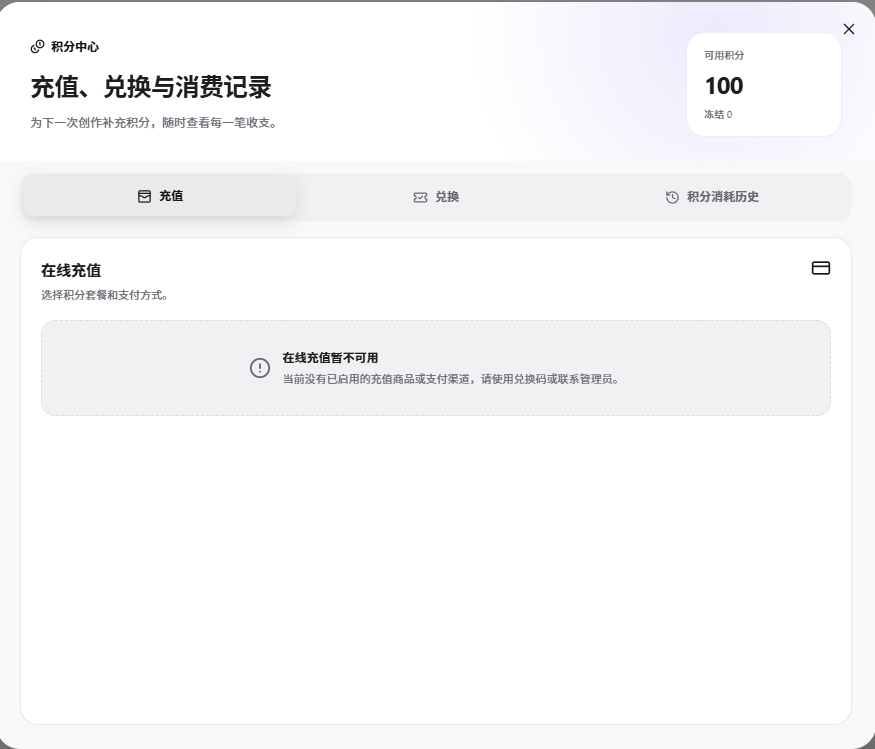 积分中心
充值、兑换与消费记录
为下一次创作补充积分，随时查看每一笔收支。
可用积分
100
冻结 0
充值
兑换
积分消耗历史
在线充值
选择积分套餐和支付方式。
在线充值暂不可用
当前没有已启用的充值商品或支付渠道，请使用兑换码或联系管理员。